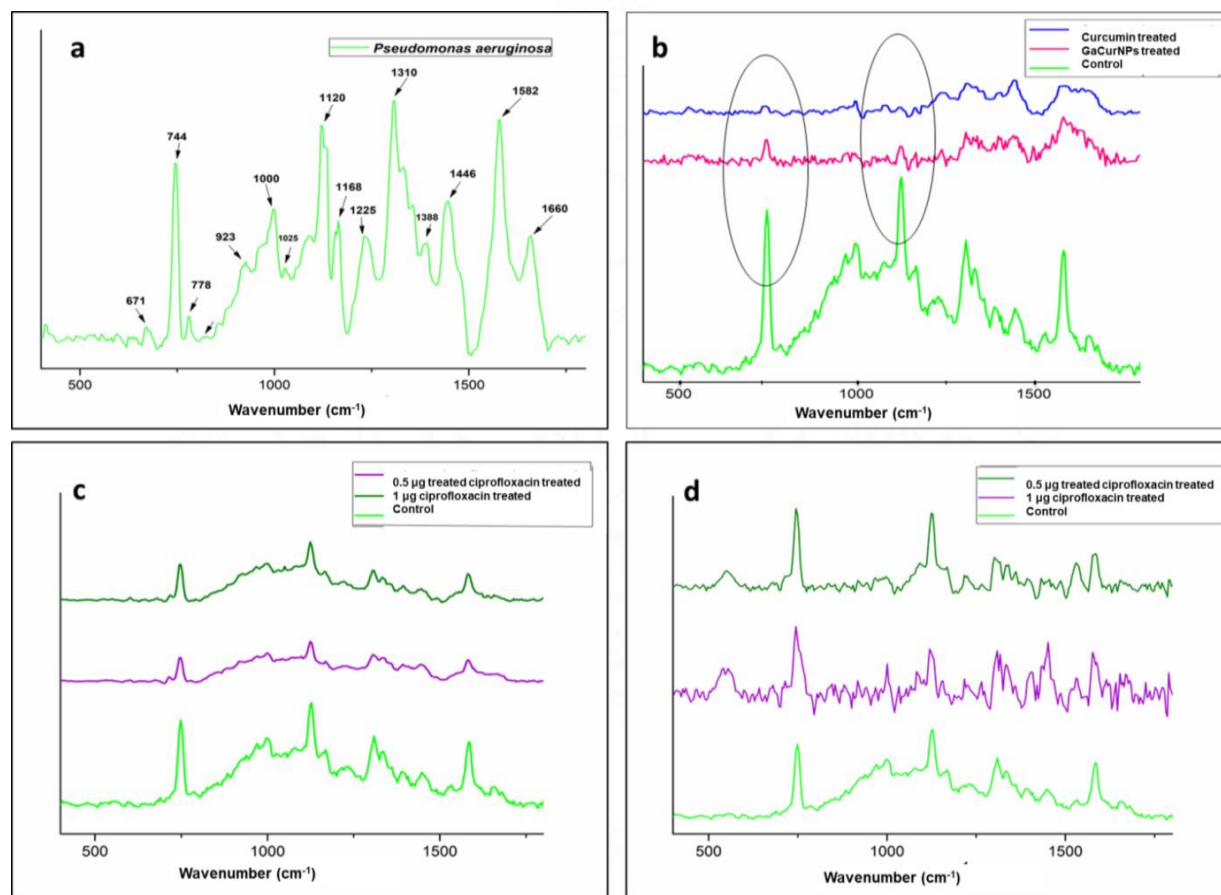 a
Pseudomonas aeruginosa
1310
1120
1582
744
1000
1168
1225
1446
1388
1660
923
1025
671
778
500
1000
1500
Wavenumber (cm⁻¹)
b
Curcumin treated
GaCurNPs treated
Control
500
1000
1500
Wavenumber (cm⁻¹)
c
0.5 µg treated ciprofloxacin treated
1 µg ciprofloxacin treated
Control
500
1000
1500
Wavenumber (cm⁻¹)
d
0.5 µg treated ciprofloxacin treated
1 µg ciprofloxacin treated
Control
500
1000
1500
Wavenumber (cm⁻¹)